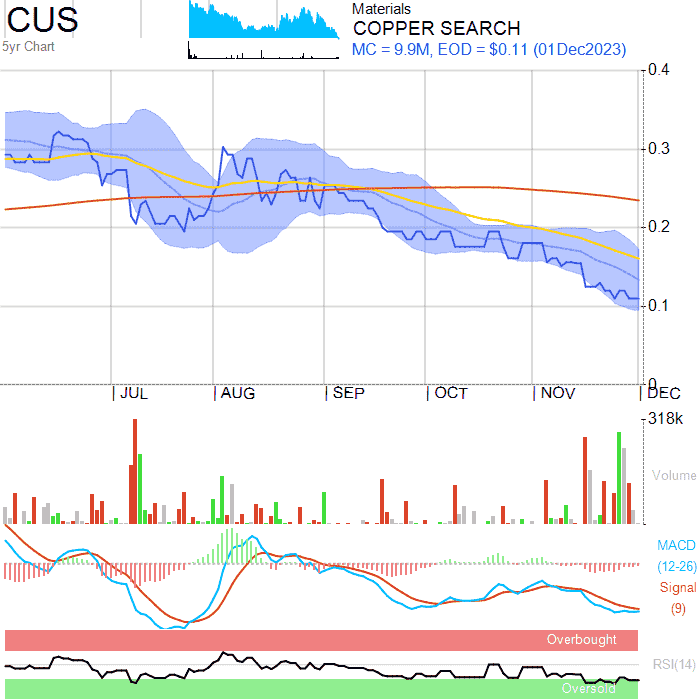 CUS
5yr Chart
Materials
COPPER SEARCH
MC = 9.9M, EOD = $0.11 (01Dec2023)
0.4
0.3
0.2
0.1
0
JUL AUG SEP OCT NOV DEC
318k
Volume
MACD
(12-26)
Signal
(9)
Overbought
RSI(14)
Oversold